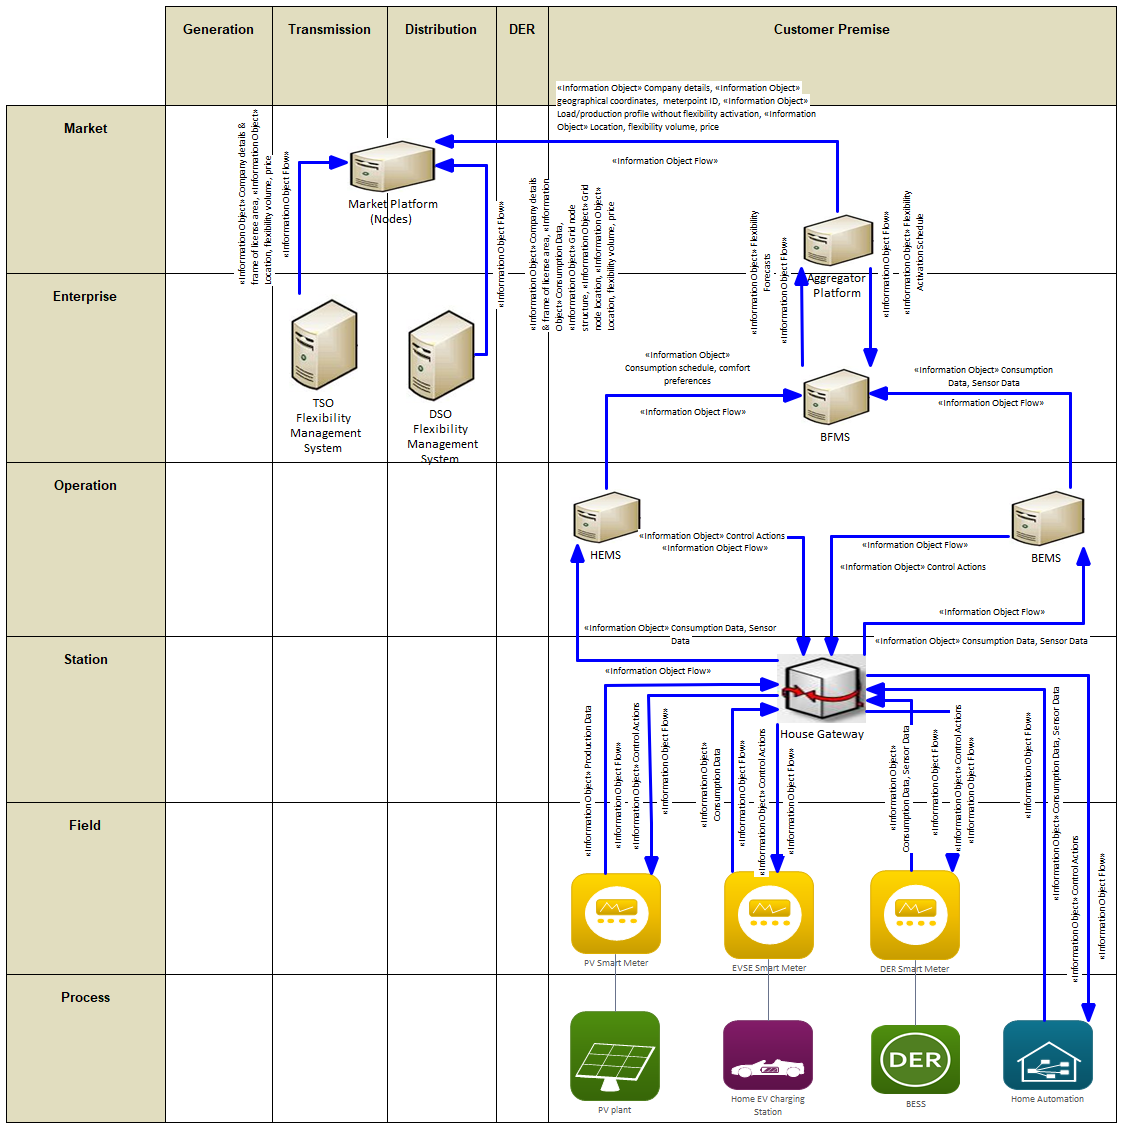 Generation
Transmission
Distribution
DER
Customer Premise
Market
Enterprise
Operation
Station
Field
Process
«Information Object» Company details, «Information Object»
geographical coordinates, meterpoint ID, «Information Object»
Load/production profile without flexibility activation, «Information
Object» Location, flexibility volume, price
«Information Object Flow»
«Information Object» Company details &
frame of license area, «Information Object»
Location, flexibility volume, price
«Information Object Flow»
Market Platform
(Nodes)
«Information Object Flow»
«Information Object» Company details
& frame of license area, «Information
Object» Consumption Data,
«Information Object» Grid node
structure, «Information Object» Grid
node location, «Information Object»
Location, flexibility volume, price
Aggregator
Platform
«Information Object» Flexibility
Forecasts
«Information Object Flow»
«Information Object Flow»
«Information Object» Flexibility
Activation Schedule
TSO
Flexibility
Management
System
DSO
Flexibility
Management
System
«Information Object»
Consumption schedule, comfort
preferences
«Information Object Flow»
BFMS
«Information Object» Consumption
Data, Sensor Data
«Information Object Flow»
HEMS
«Information Object» Control Actions
«Information Object Flow»
BEMS
«Information Object Flow»
«Information Object» Control Actions
«Information Object Flow»
«Information Object» Consumption Data, Sensor
Data
«Information Object» Consumption Data, Sensor Data
«Information Object Flow»
House Gateway
«Information Object» Production Data
«Information Object Flow»
«Information Object» Control Actions
«Information Object Flow»
«Information Object»
Consumption Data
«Information Object Flow»
«Information Object» Control Actions
«Information Object Flow»
«Information Object»
Consumption Data, Sensor Data
«Information Object Flow»
«Information Object» Control Actions
«Information Object Flow»
«Information Object Flow»
«Information Object» Consumption Data, Sensor Data
«Information Object» Control Actions
«Information Object Flow»
PV Smart Meter
EVSE Smart Meter
DER Smart Meter
DER
PV plant
Home EV Charging
Station
BESS
Home Automation